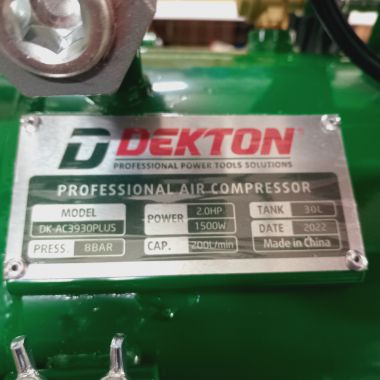 DEKTON
PROFESSIONAL POWER TOOLS SOLUTIONS
PROFESSIONAL AIR COMPRESSOR
MODEL
DK-AC3930PLUS
POWER
2.0HP
1500W
TANK 30L
DATE 2022
PRESS. 8BAR
CAP. 200L/min
Made in China